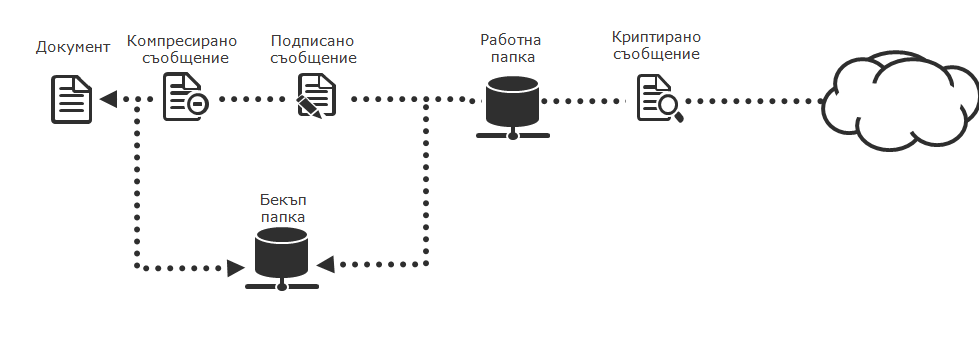 Документ
Компресирано
съобщение
Подписано
съобщение
Работна
папка
Криптирано
съобщение
Бекъп
папка